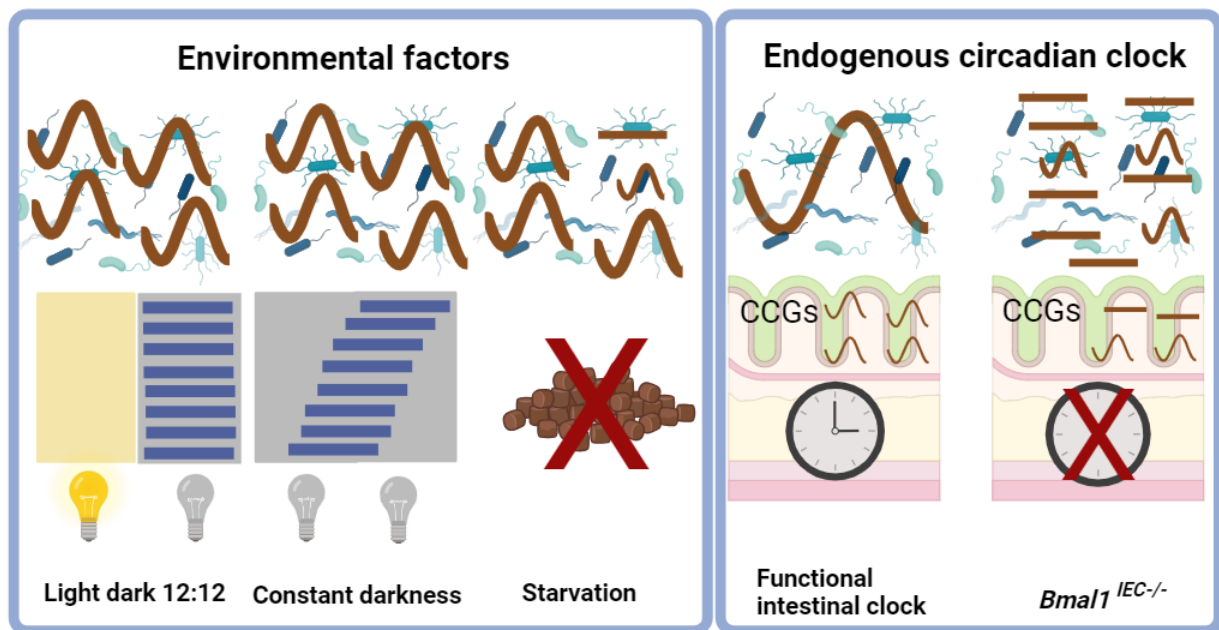 Environmental factors
Endogenous circadian clock
CCGs
CCGs
Light dark 12:12
Constant darkness
Starvation
Functional
intestinal clock
Bmal1 IEC-/-